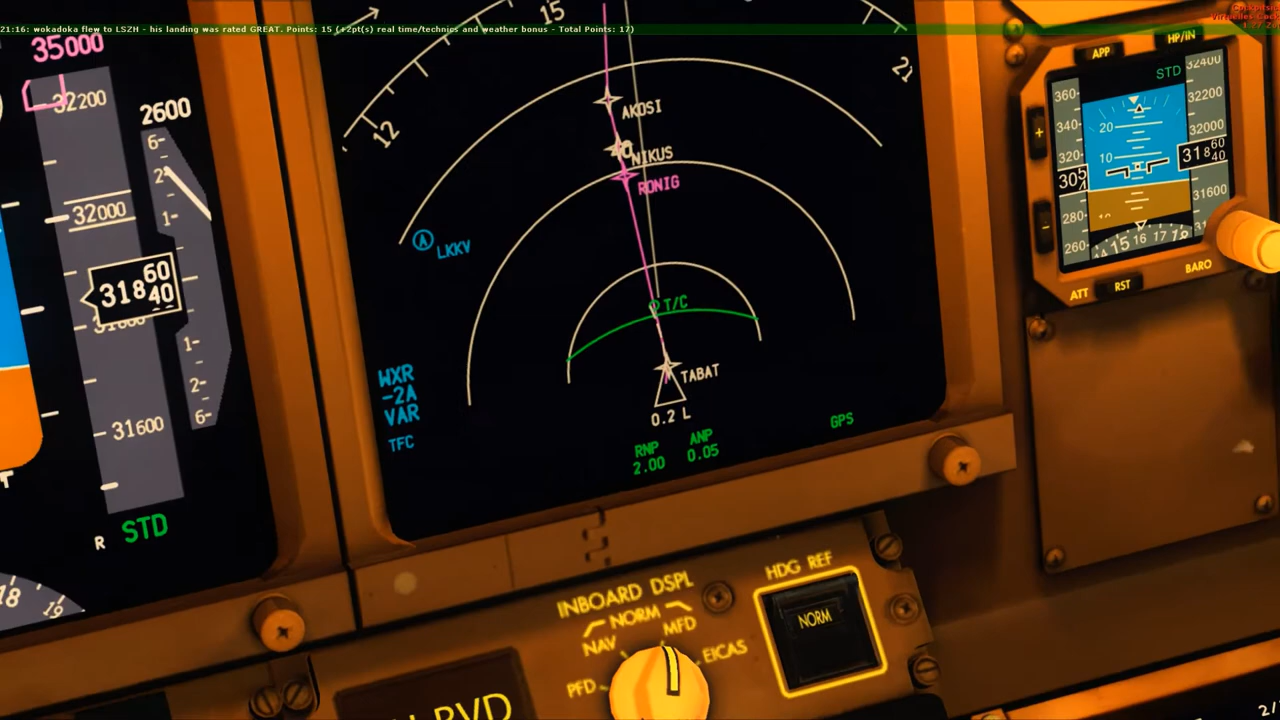 21:16: wokadoka flew to LSZH - his landing was rated GREAT. Points: 15 (+2pt(s) real time/technics and weather bonus - Total Points: 17)
35000
32200
32000
318 60 40
31600
2600
6
2
1
1
2
6
R STD
18 19
12
15
21
AKOSI
NIKUS
RONIG
LKKV
T/C
TABAT
0.2 L
WXR
-2A
VAR
TFC
RNP ANP
2.00 0.05
GPS
INBOARD DSPL
NORM
NAV MFD
PFD EICAS
HDG REF
NORM
APP HP/IN
STD
360
340
320
305
280
260
20
10
32400
32200
32000
318 60 40
31600
14 15 16 17 18
ATT RST BARO
+
-